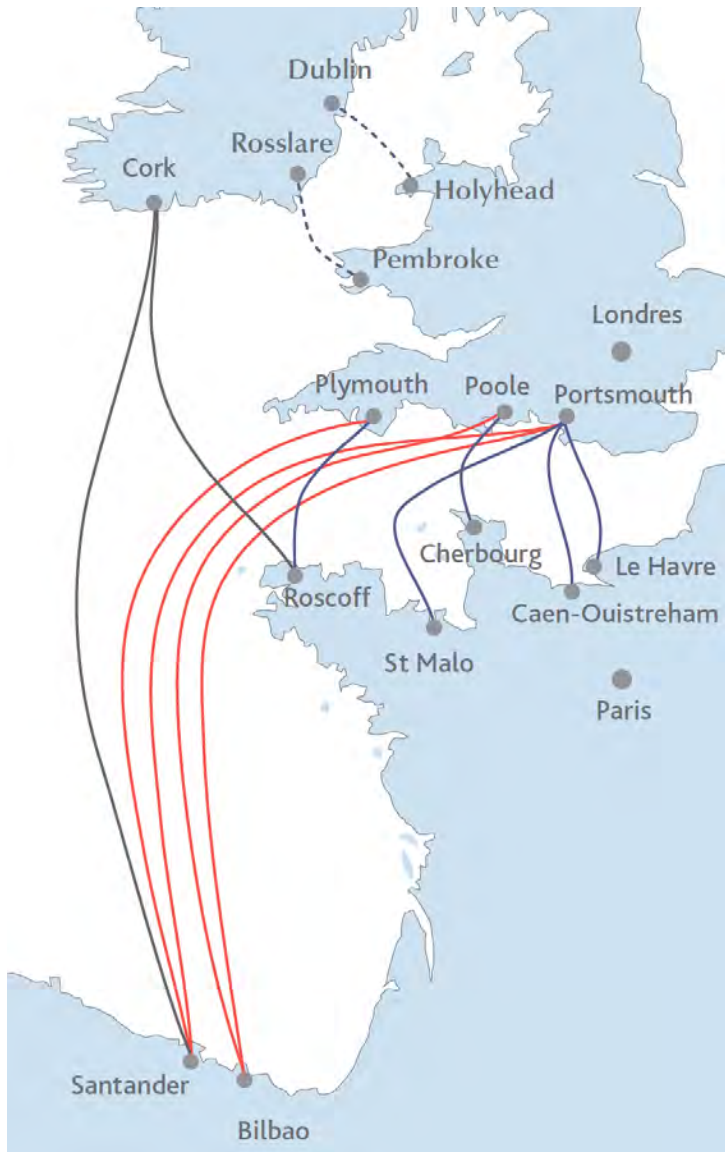 Dublin
Rosslare
Cork
Holyhead
Pembroke
Londres
Plymouth
Poole
Portsmouth
Cherbourg
Le Havre
Roscoff
Caen-Ouistreham
St Malo
Paris
Santander
Bilbao